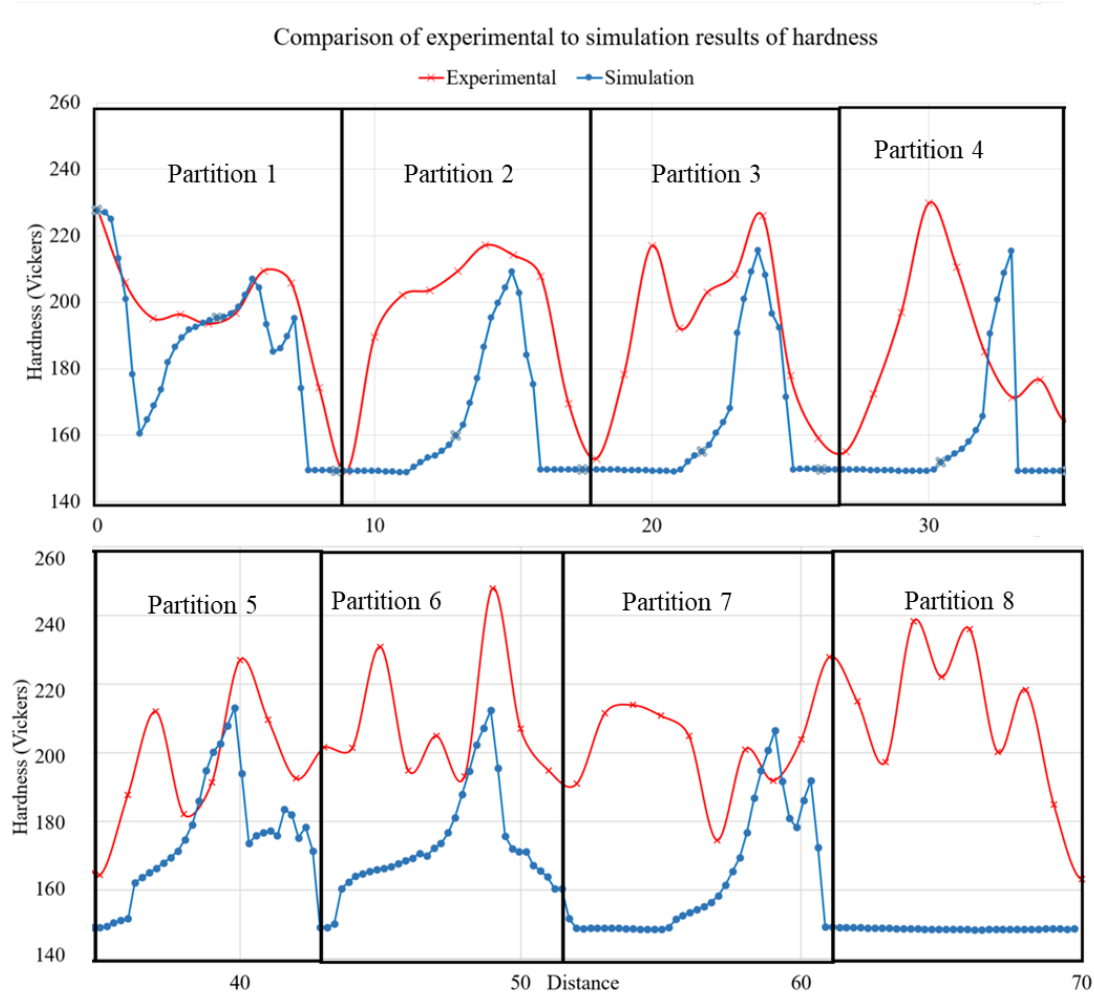 Comparison of experimental to simulation results of hardness
Experimental Simulation
Hardness (Vickers)
260
240
220
200
180
160
140
Partition 1 Partition 2 Partition 3 Partition 4
0 10 20 30
Hardness (Vickers)
260
240
220
200
180
160
140
Partition 5 Partition 6 Partition 7 Partition 8
40 50 Distance 60 70